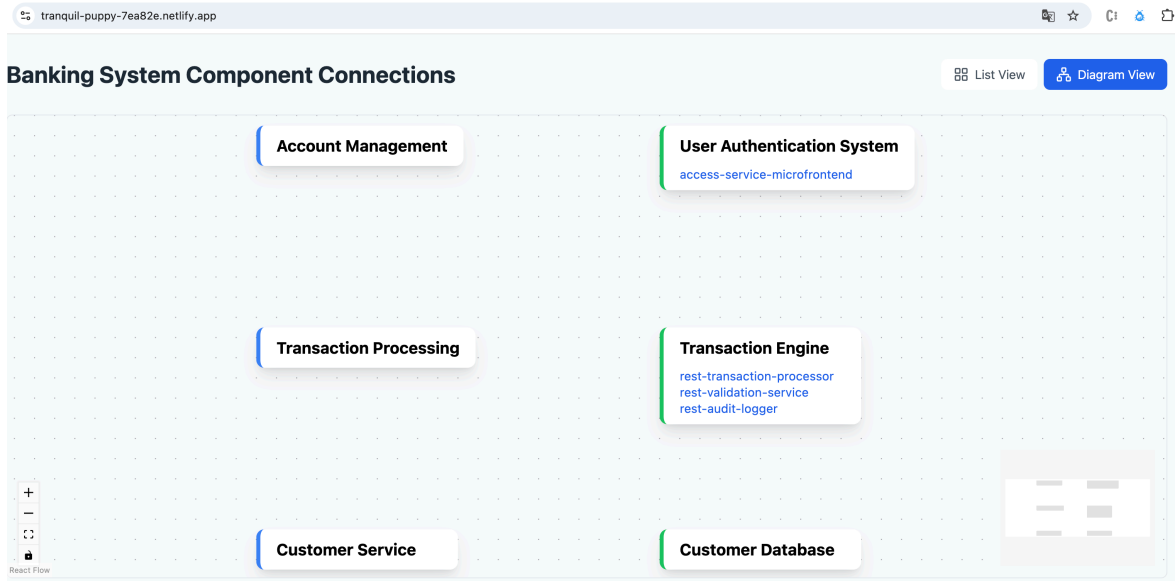 tranquil-puppy-7ea82e.netlify.app
Banking System Component Connections
List View
Diagram View
Account Management
User Authentication System
access-service-microfrontend
Transaction Processing
Transaction Engine
rest-transaction-processor
rest-validation-service
rest-audit-logger
Customer Service
Customer Database
React Flow